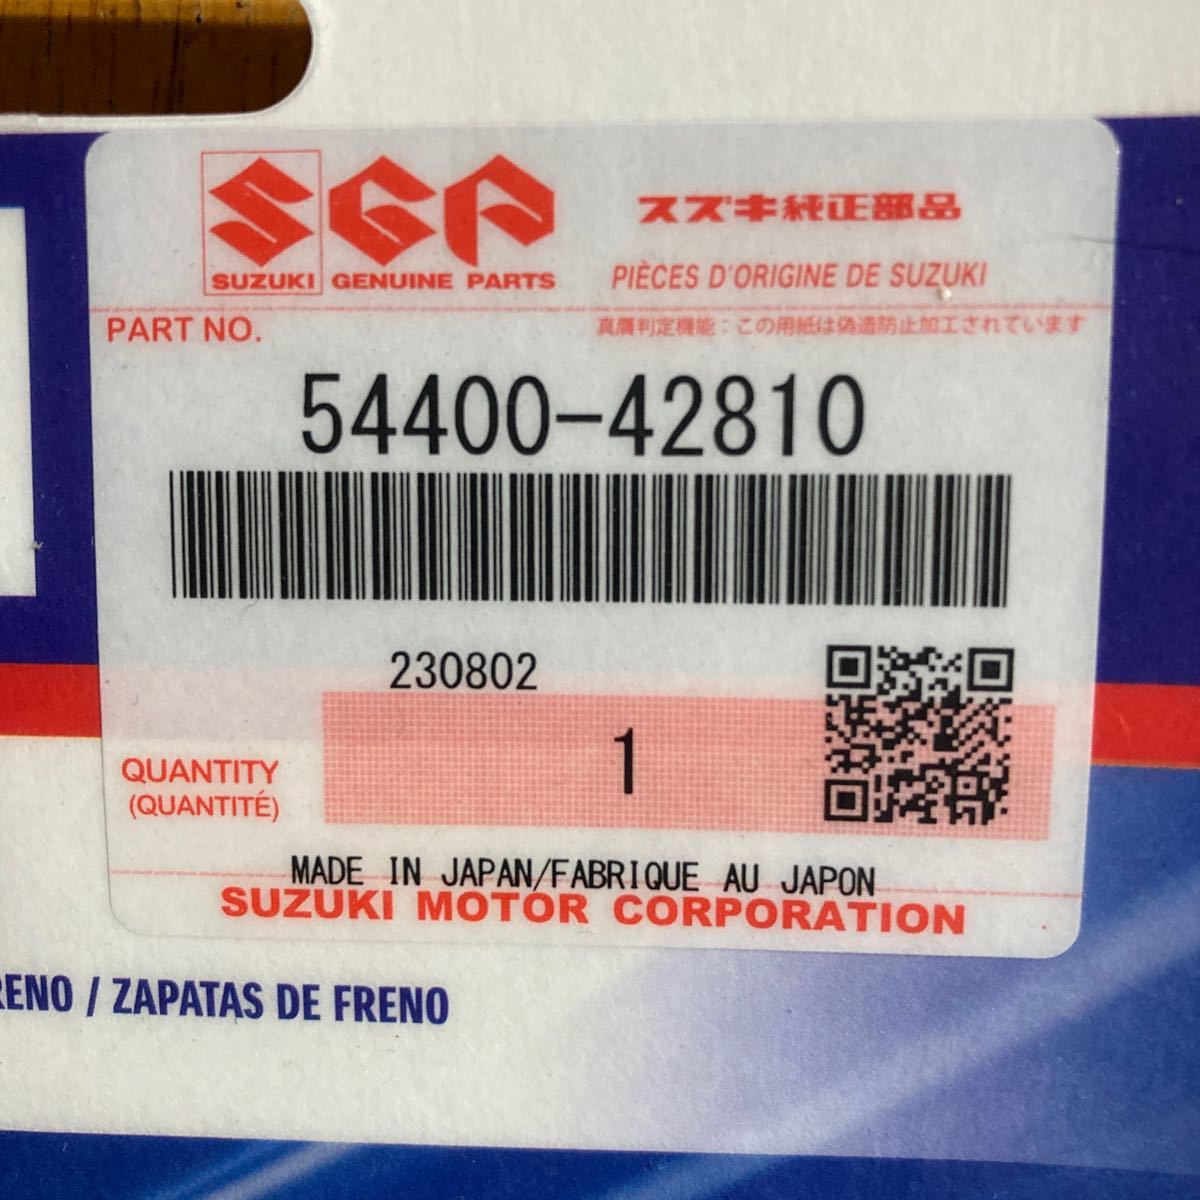 SGP
スズキ純正部品
SUZUKI GENUINE PARTS
PIÈCES D'ORIGINE DE SUZUKI
PART NO.
真贋判定機能：この用紙は偽造防止加工されています
54400-42810
230802
QUANTITY
1
(QUANTITÉ)
MADE IN JAPAN/FABRIQUE AU JAPON
SUZUKI MOTOR CORPORATION
RENO / ZAPATAS DE FRENO